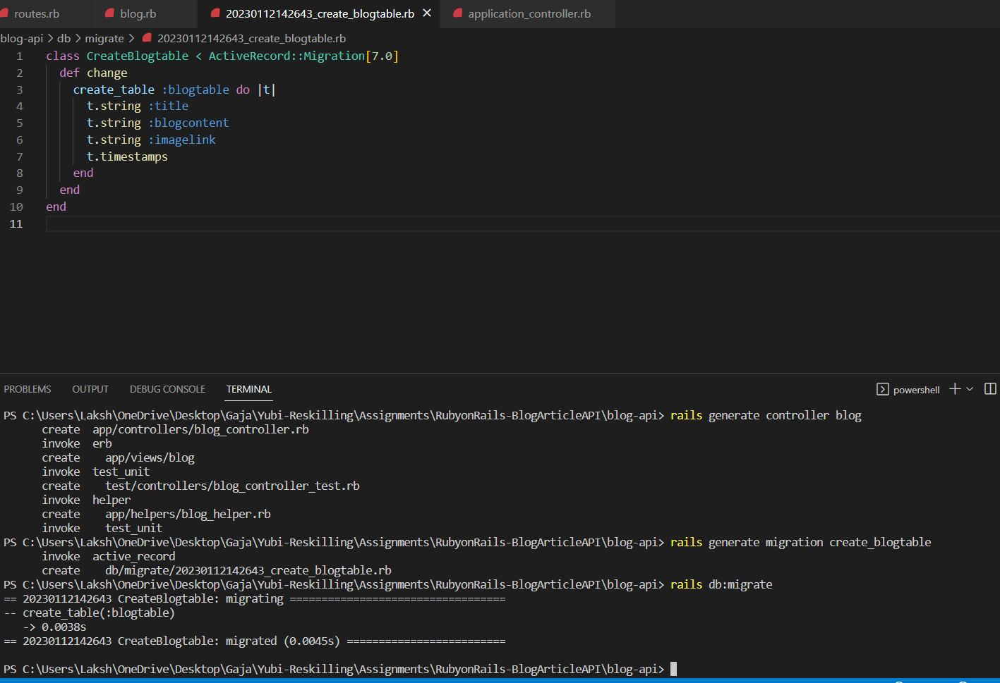 routes.rb blog.rb 20230112142643_create_blogtable.rb × application_controller.rb
blog-api > db > migrate > 20230112142643_create_blogtable.rb
1 class CreateBlogtable < ActiveRecord::Migration[7.0]
2 def change
3 create_table :blogtable do |t|
4 t.string :title
5 t.string :blogcontent
6 t.string :imagelink
7 t.timestamps
8 end
9 end
10 end
11
PROBLEMS OUTPUT DEBUG CONSOLE TERMINAL powershell
PS C:\Users\Laksh\OneDrive\Desktop\Gaja\Yubi-Reskilling\Assignments\RubyonRails-BlogArticleAPI\blog-api> rails generate controller blog
create app/controllers/blog_controller.rb
invoke erb
create app/views/blog
invoke test_unit
create test/controllers/blog_controller_test.rb
invoke helper
create app/helpers/blog_helper.rb
invoke test_unit
PS C:\Users\Laksh\OneDrive\Desktop\Gaja\Yubi-Reskilling\Assignments\RubyonRails-BlogArticleAPI\blog-api> rails generate migration create_blogtable
invoke active_record
create db/migrate/20230112142643_create_blogtable.rb
PS C:\Users\Laksh\OneDrive\Desktop\Gaja\Yubi-Reskilling\Assignments\RubyonRails-BlogArticleAPI\blog-api> rails db:migrate
== 20230112142643 CreateBlogtable: migrating ==================================
-- create_table(:blogtable)
-> 0.0038s
== 20230112142643 CreateBlogtable: migrated (0.0045s) =========================
PS C:\Users\Laksh\OneDrive\Desktop\Gaja\Yubi-Reskilling\Assignments\RubyonRails-BlogArticleAPI\blog-api>